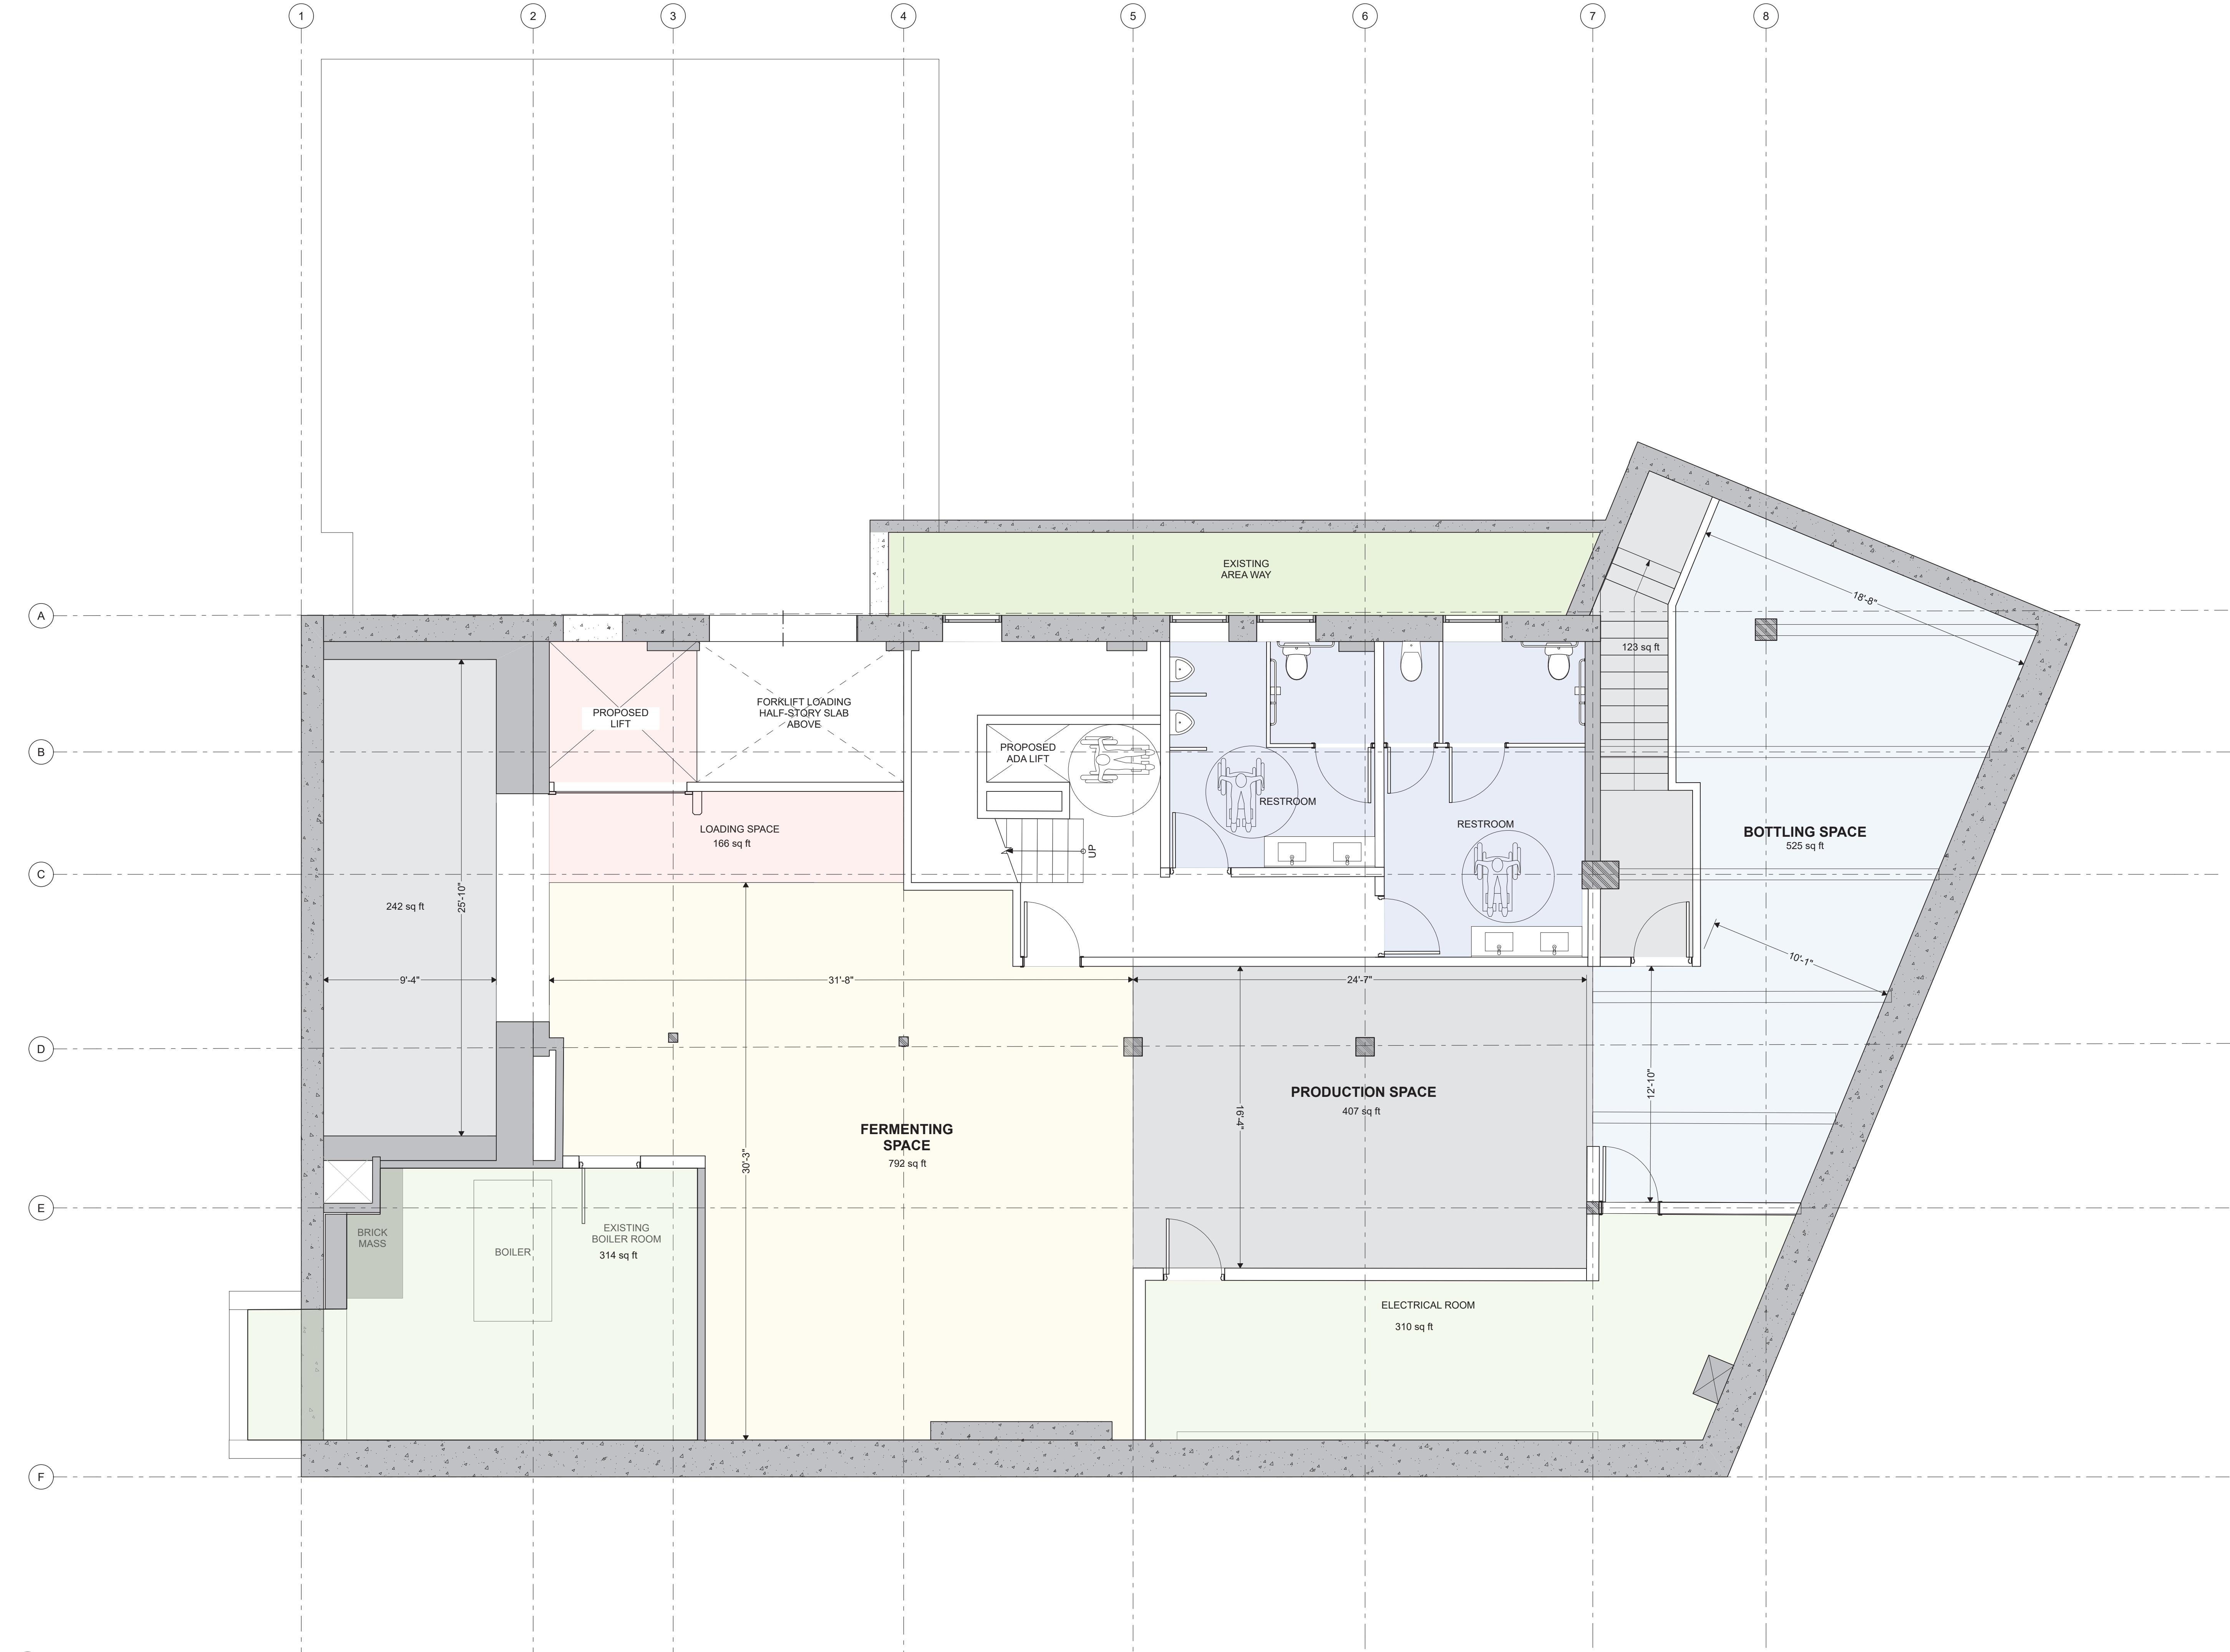 1
2
3
4
5
6
7
8
A
B
C
D
E
F
EXISTING
AREA WAY
18'-8"
123 sq ft
PROPOSED
LIFT
FORKLIFT LOADING
HALF-STORY SLAB
ABOVE
PROPOSED
ADA LIFT
RESTROOM
RESTROOM
LOADING SPACE
166 sq ft
UP
BOTTLING SPACE
525 sq ft
242 sq ft
25'-10"
9'-4"
31'-8"
24'-7"
10'-1"
12'-10"
16'-4"
30'-3"
PRODUCTION SPACE
407 sq ft
FERMENTING
SPACE
792 sq ft
BRICK
MASS
BOILER
EXISTING
BOILER ROOM
314 sq ft
ELECTRICAL ROOM
310 sq ft